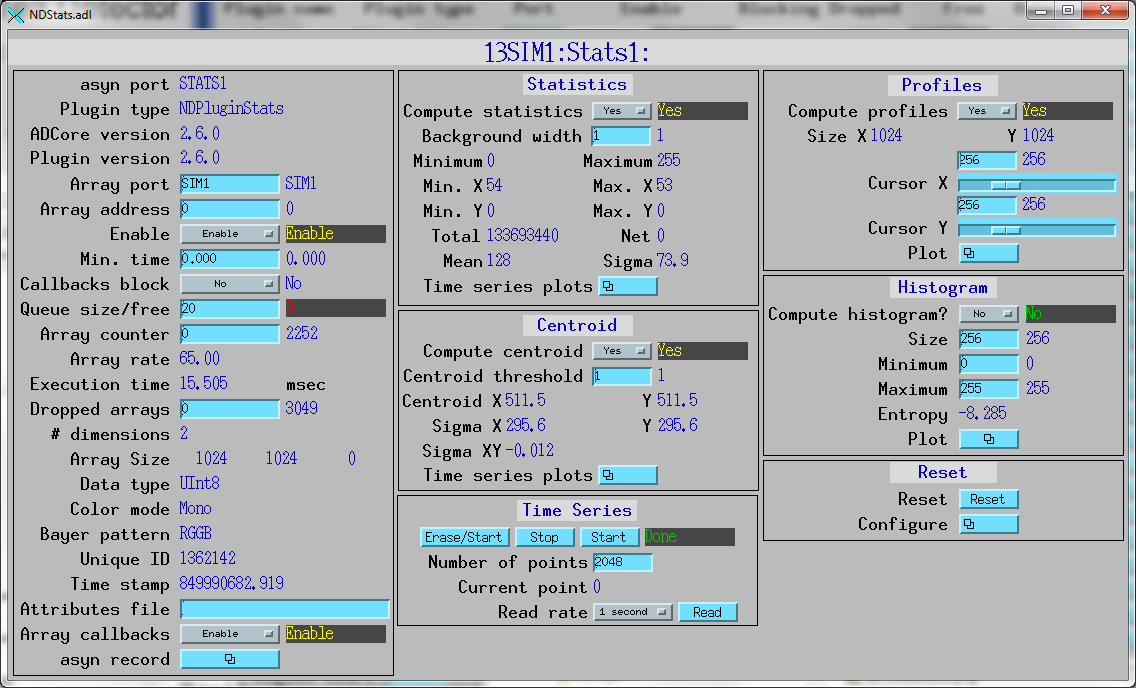 NDStats.adl
Plugin name Plugin type Port Enable Blocking Dropped Free
13SIM1:Stats1:
asyn port STATS1
Plugin type NDPluginStats
ADCore version 2.6.0
Plugin version 2.6.0
Array port SIM1 SIM1
Array address 0 0
Enable Enable Enable
Min. time 0.000 0.000
Callbacks block No No
Queue size/free 20 0
Array counter 0 2252
Array rate 65.00
Execution time 15.505 msec
Dropped arrays 0 3049
# dimensions 2
Array Size 1024 1024 0
Data type UInt8
Color mode Mono
Bayer pattern RGGB
Unique ID 1362142
Time stamp 849990682.919
Attributes file
Array callbacks Enable Enable
asyn record
Statistics
Compute statistics Yes Yes
Background width 1 1
Minimum 0 Maximum 255
Min. X 54 Max. X 53
Min. Y 0 Max. Y 0
Total 133693440 Net 0
Mean 128 Sigma 73.9
Time series plots
Centroid
Compute centroid Yes Yes
Centroid threshold 1 1
Centroid X 511.5 Y 511.5
Sigma X 295.6 Y 295.6
Sigma XY -0.012
Time series plots
Time Series
Erase/Start Stop Start Done
Number of points 2048
Current point 0
Read rate 1 second Read
Profiles
Compute profiles Yes Yes
Size X 1024 Y 1024
256 256
Cursor X
256 256
Cursor Y
Plot
Histogram
Compute histogram? No No
Size 256 256
Minimum 0 0
Maximum 255 255
Entropy -8.285
Plot
Reset
Reset Reset
Configure